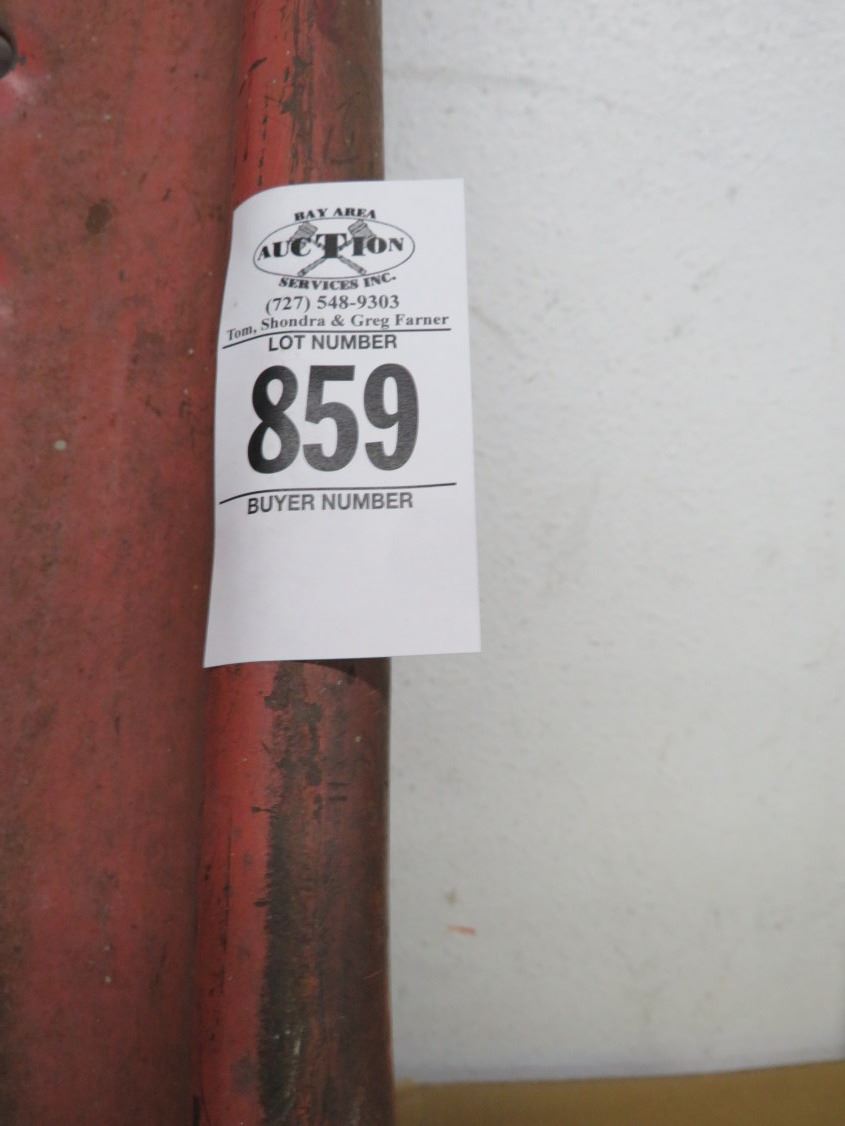 BAY AREA
AUCTION
SERVICES INC.
(727) 548-9303
Tom, Shondra & Greg Farner
LOT NUMBER
859
BUYER NUMBER